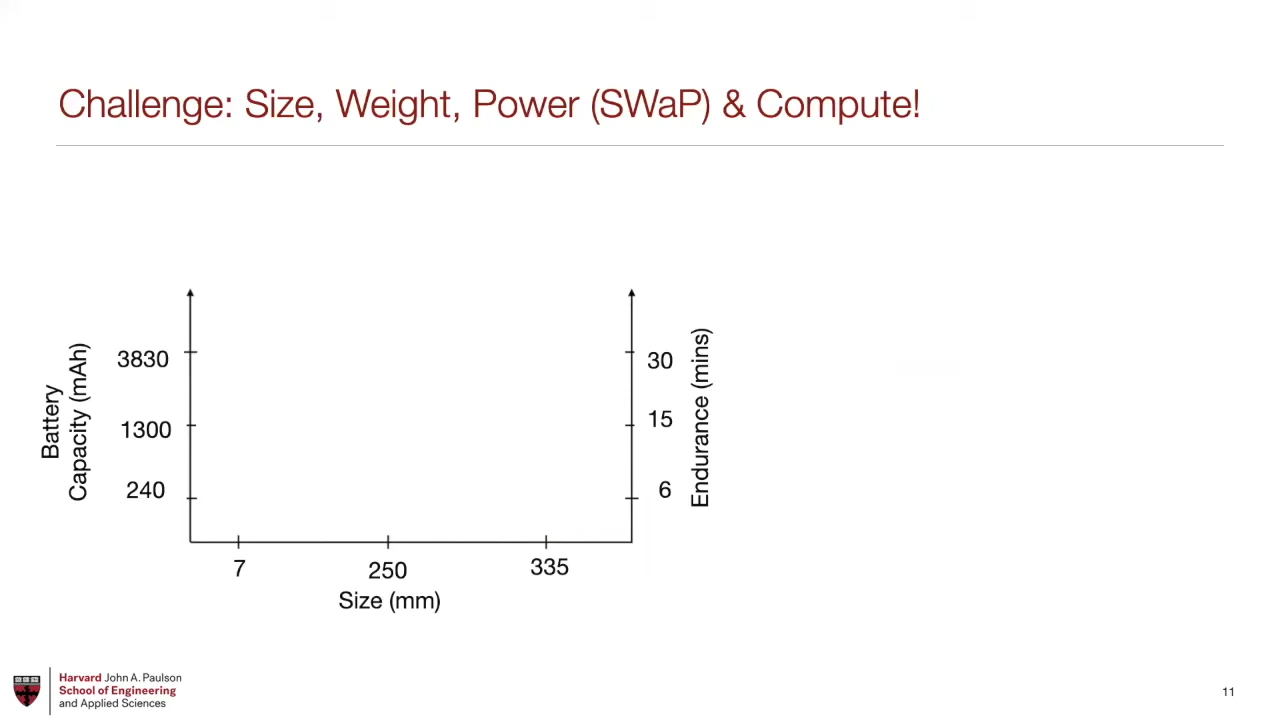 Challenge: Size, Weight, Power (SWaP) & Compute!
Battery
Capacity (mAh)
3830
1300
240
30
15
6
Endurance (mins)
7
250
335
Size (mm)
Harvard John A. Paulson
School of Engineering
and Applied Sciences
11